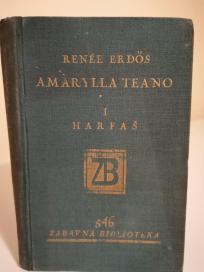 RENÉE ERDÖS
AMARYLLA TEANO
I
HARFAŠ
ZB
546
ZABAVNA BIBLIOTEKA